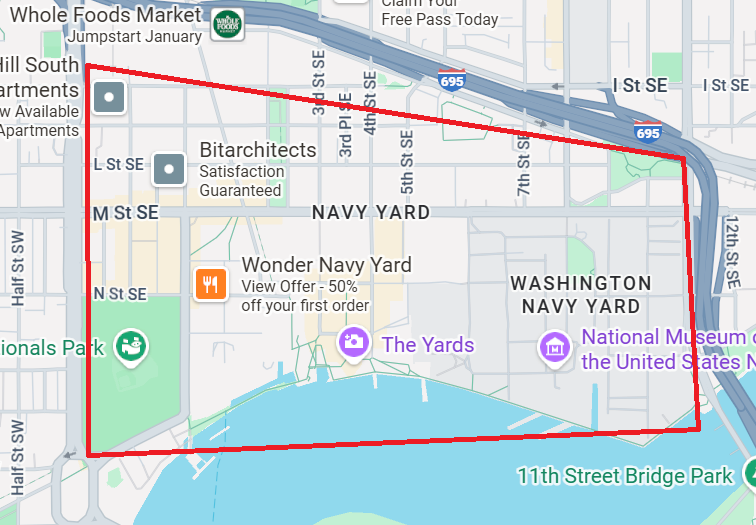 Whole Foods Market
WHOLE
FOODS
MARKET
Jumpstart January
Claim Your
Free Pass Today
Hill South
artments
w Available
Apartments
3rd St SE
3rd Pl SE
4th St SE
695
I St SE
I St SE
695
L St SE
Bitarchitects
Satisfaction
Guaranteed
5th St SE
7th St SE
M St SE
NAVY YARD
12th St SE
Half St SW
N St SE
Wonder Navy Yard
View Offer - 50%
off your first order
WASHINGTON
NAVY YARD
ionals Park
The Yards
National Museum o
the United States N
Half St SW
11th Street Bridge Park